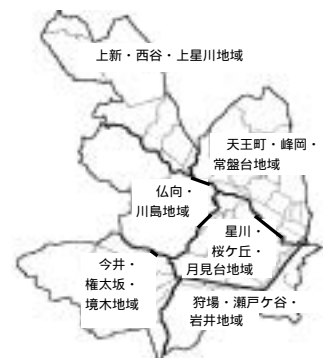 上新・西谷・上星川地域
天王町・峰岡・
常盤台地域
仏向・
川島地域
星川・
桜ケ丘・
月見台地域
今井・
権太坂・
境木地域
狩場・瀬戸ケ谷・
岩井地域